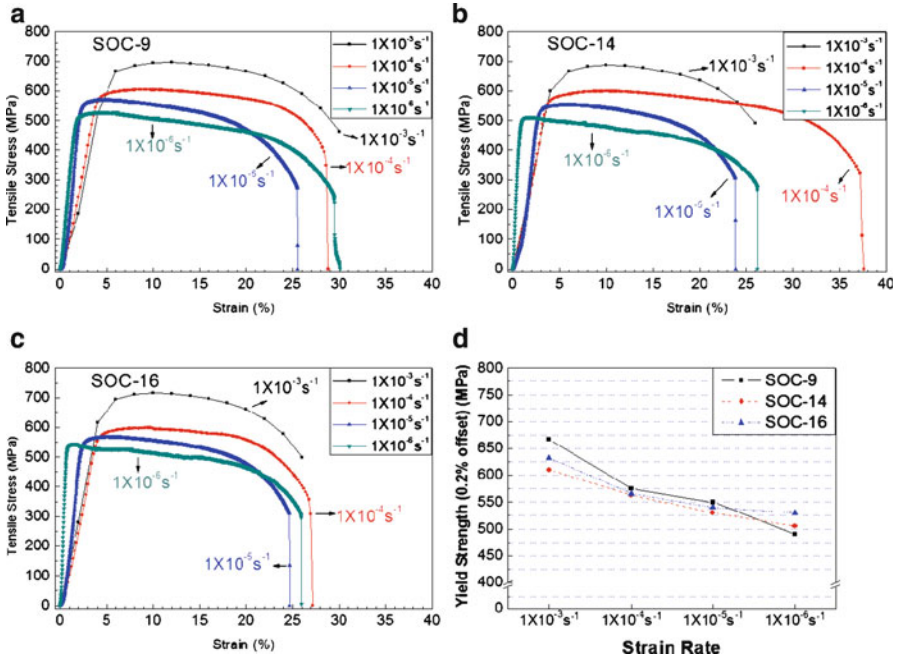 a
SOC-9
1X10⁻³s⁻¹
1X10⁻⁴s⁻¹
1X10⁻⁵s⁻¹
1X10⁻⁶s⁻¹
1X10⁻³s⁻¹
1X10⁻⁶s⁻¹
1X10⁻⁵s⁻¹
1X10⁻⁴s⁻¹
Tensile Stress (MPa)
800
700
600
500
400
300
200
100
0
0 5 10 15 20 25 30 35 40
Strain (%)
b
SOC-14
1X10⁻³s⁻¹
1X10⁻⁴s⁻¹
1X10⁻⁵s⁻¹
1X10⁻⁶s⁻¹
1X10⁻³s⁻¹
1X10⁻⁶s⁻¹
1X10⁻⁵s⁻¹
1X10⁻⁴s⁻¹
Tensile Stress (MPa)
800
700
600
500
400
300
200
100
0
0 5 10 15 20 25 30 35 40
Strain (%)
c
SOC-16
1X10⁻³s⁻¹
1X10⁻⁴s⁻¹
1X10⁻⁵s⁻¹
1X10⁻⁶s⁻¹
1X10⁻³s⁻¹
1X10⁻⁶s⁻¹
1X10⁻⁴s⁻¹
1X10⁻⁵s⁻¹
Tensile Stress (MPa)
800
700
600
500
400
300
200
100
0
0 5 10 15 20 25 30 35 40
Strain (%)
d
SOC-9
SOC-14
SOC-16
Yield Strength (0.2% offset) (MPa)
800
750
700
650
600
550
500
450
400
0
1X10⁻³s⁻¹ 1X10⁻⁴s⁻¹ 1X10⁻⁵s⁻¹ 1X10⁻⁶s⁻¹
Strain Rate